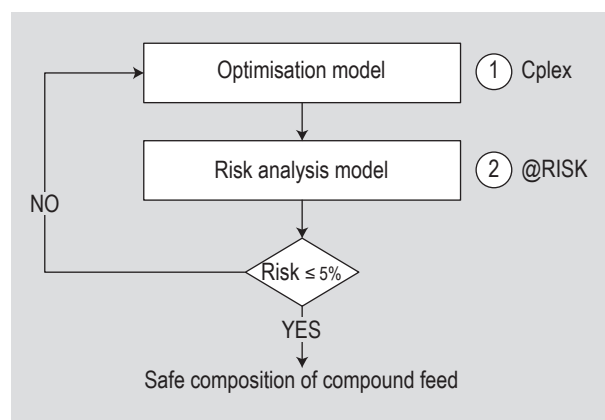 Optimisation model
1 Cplex
Risk analysis model
2 @RISK
NO
Risk ≤ 5%
YES
Safe composition of compound feed